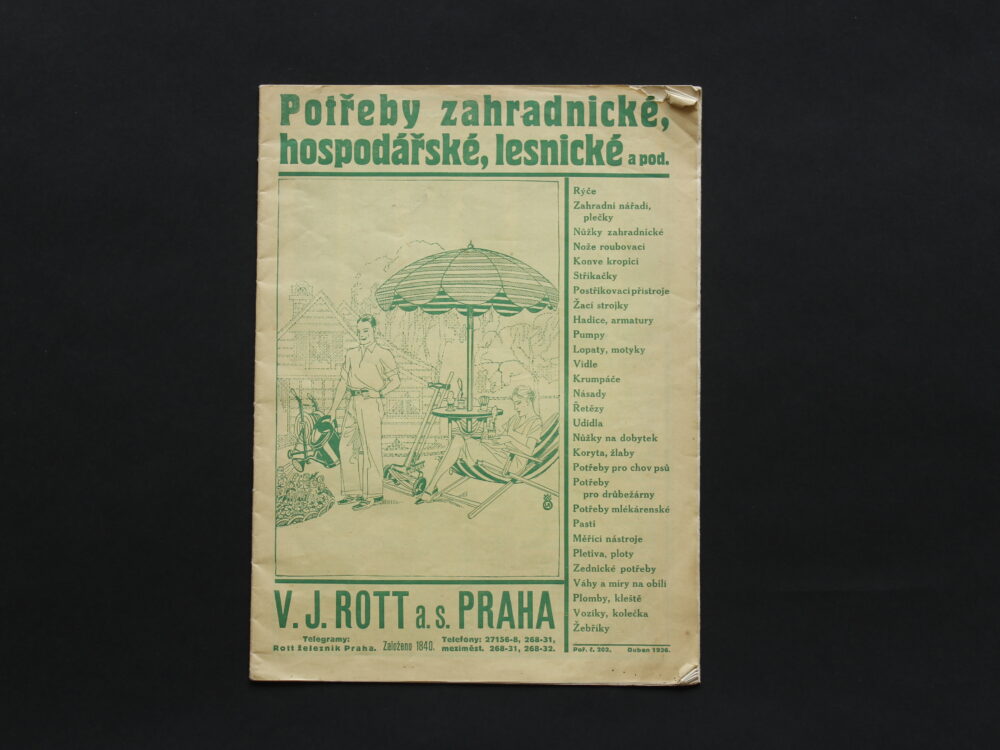 Potřeby zahradnické,
hospodářské, lesnické a pod.
Rýče
Zahradní nářadí,
plečky
Nůžky zahradnické
Nože roubovací
Konve kropicí
Stříkačky
Postřikovací přístroje
Žací strojky
Hadice, armatury
Pumpy
Lopaty, motyky
Vidle
Krumpáče
Násady
Řetězy
Udidla
Nůžky na dobytek
Koryta, žlaby
Potřeby pro chov psů
Potřeby
pro drůbežárny
Potřeby mlékárenské
Pasti
Měřicí nástroje
Pletiva, ploty
Zednické potřeby
Váhy a míry na obilí
Plomby, kleště
Vozíky, kolečka
Žebříky
Poř. č. 202. Duben 1936.
V. J. ROTT a. s. PRAHA
Telegramy:
Rott železník Praha.
Založeno 1840.
Telefony: 27156-8, 268-31,
meziměst. 268-31, 268-32.